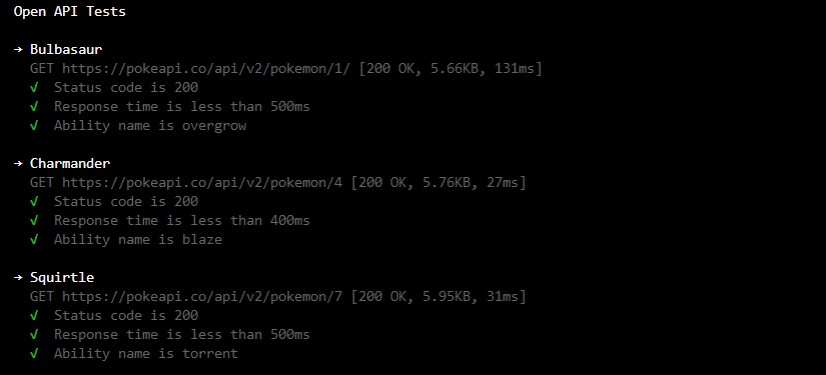 Open API Tests
→ Bulbasaur
GET https://pokeapi.co/api/v2/pokemon/1/ [200 OK, 5.66KB, 131ms]
√ Status code is 200
√ Response time is less than 500ms
√ Ability name is overgrow
→ Charmander
GET https://pokeapi.co/api/v2/pokemon/4 [200 OK, 5.76KB, 27ms]
√ Status code is 200
√ Response time is less than 400ms
√ Ability name is blaze
→ Squirtle
GET https://pokeapi.co/api/v2/pokemon/7 [200 OK, 5.95KB, 31ms]
√ Status code is 200
√ Response time is less than 500ms
√ Ability name is torrent